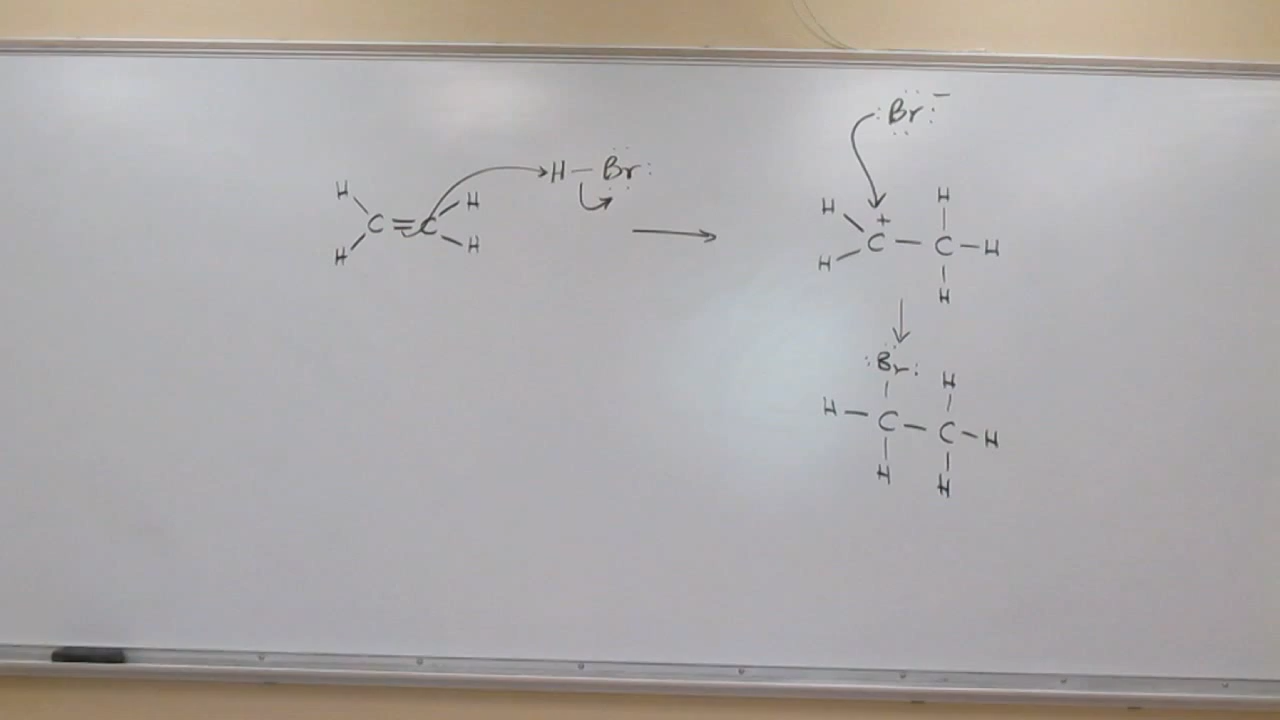 :Br:⁻
H H H—Br:
C=C
H H
H H
C⁺—C—H
H H
:Br: H
H—C—C—H
H H